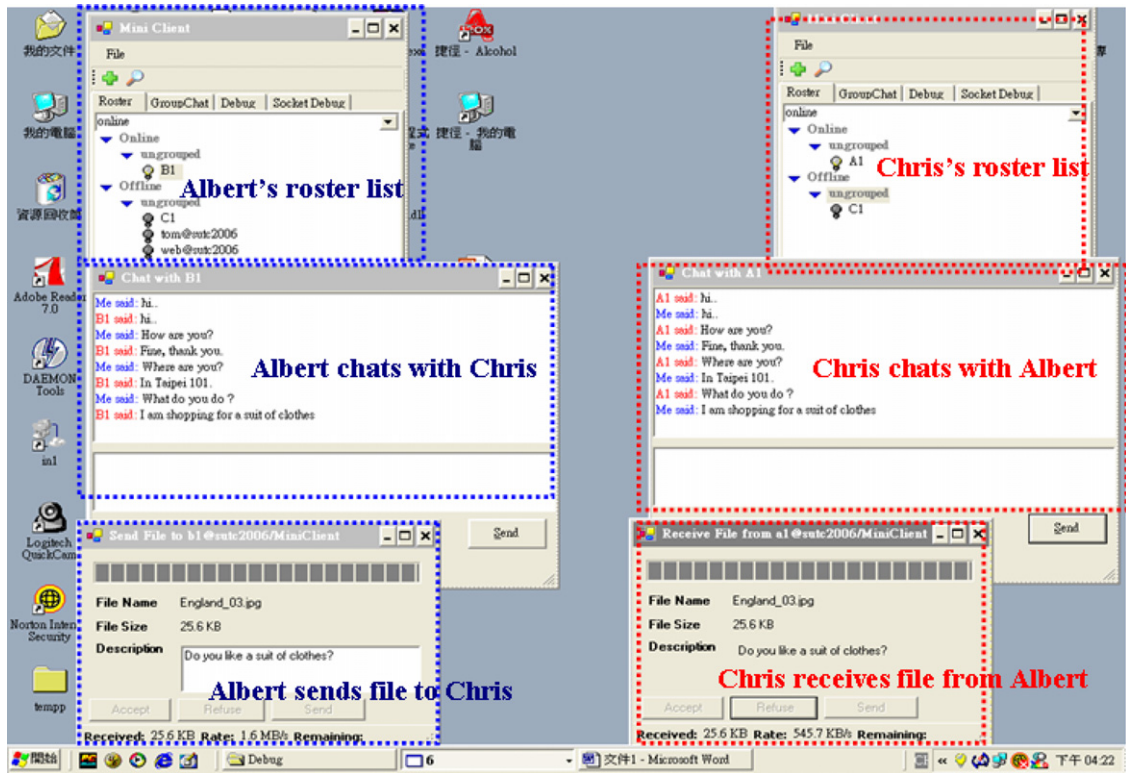 我的文件
我的電腦
資源回收筒
Adobe Reader
7.0
DAEMON
Tools
in1
Logitech
QuickCam
Norton Inter
Security
tempp
捷徑 - Alcohol
捷徑 - 我的電
腦
程式
.dll
Mini Client
File
Roster GroupChat Debug Socket Debug
online
Online
ungrouped
B1
Offline
ungrouped
C1
tom@sutc2006
web@sutc2006
Albert's roster list
Chat with B1
Me said: hi..
B1 said: hi..
Me said: How are you?
B1 said: Fine, thank you.
Me said: Where are you?
B1 said: In Taipei 101.
Me said: What do you do ?
B1 said: I am shopping for a suit of clothes
Albert chats with Chris
Send
Send File to b1@sutc2006/MiniClient
File Name England_03.jpg
File Size 25.6 KB
Description Do you like a suit of clothes?
Albert sends file to Chris
Accept Refuse Send
Received: 25.6 KB Rate: 1.6 MB/s Remaining:
Mini Client
File
Roster GroupChat Debug Socket Debug
online
Online
ungrouped
A1
Offline
ungrouped
C1
Chris's roster list
Chat with A1
A1 said: hi..
Me said: hi..
A1 said: How are you?
Me said: Fine, thank you.
A1 said: Where are you?
Me said: In Taipei 101.
A1 said: What do you do ?
Me said: I am shopping for a suit of clothes
Chris chats with Albert
Send
Receive File from a1@sutc2006/MiniClient
File Name England_03.jpg
File Size 25.6 KB
Description Do you like a suit of clothes?
Chris receives file from Albert
Accept Refuse Send
Received: 25.6 KB Rate: 545.7 KB/s Remaining:
開始
Debug
6
文件1 - Microsoft Word
下午 04:22